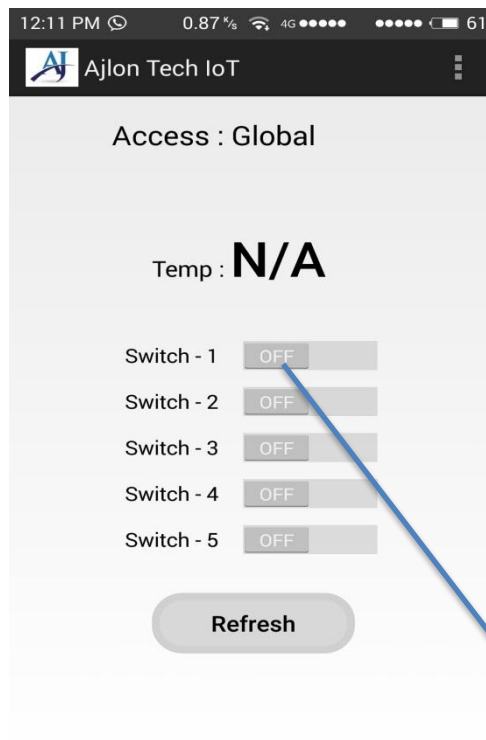 12:11 PM 0.87 K/s 4G 61
AJ Ajlon Tech IoT
Access : Global
Temp : N/A
Switch - 1 OFF
Switch - 2 OFF
Switch - 3 OFF
Switch - 4 OFF
Switch - 5 OFF
Refresh